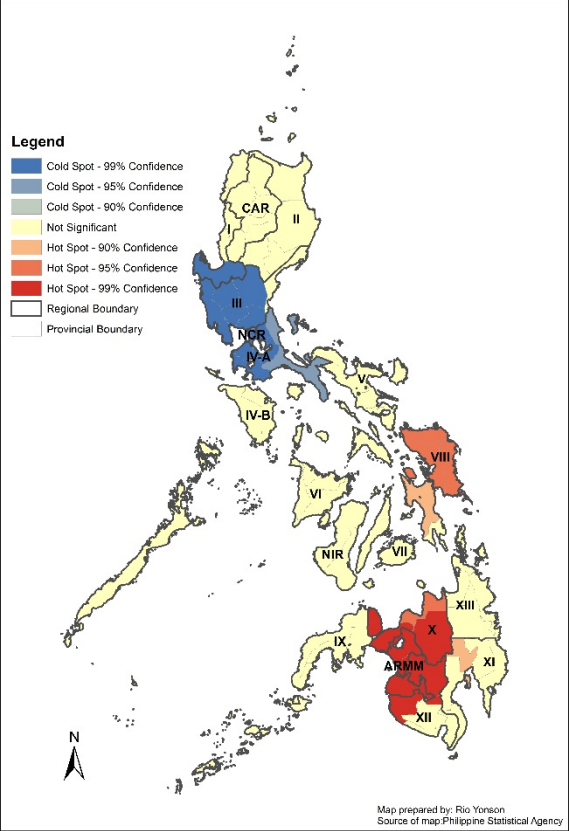 Legend
Cold Spot - 99% Confidence
Cold Spot - 95% Confidence
Cold Spot - 90% Confidence
Not Significant
Hot Spot - 90% Confidence
Hot Spot - 95% Confidence
Hot Spot - 99% Confidence
Regional Boundary
Provincial Boundary
CAR
I
II
III
NCR
IV-A
V
IV-B
VIII
VI
NIR
VII
XIII
IX
X
ARMM
XI
XII
N
Map prepared by: Rio Yonson
Source of map:Philippine Statistical Agency